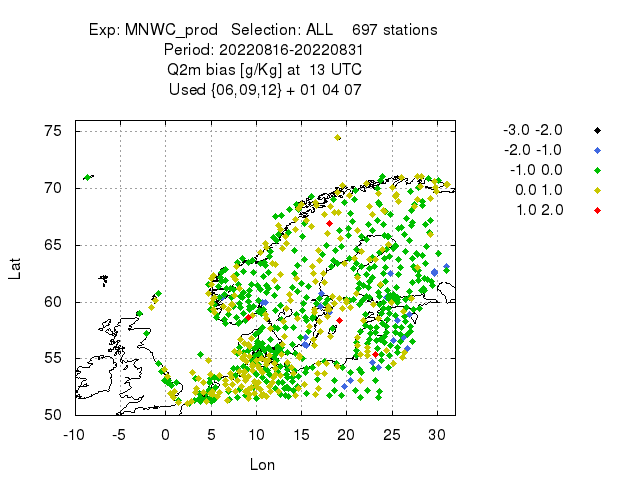 Exp: MNWC_prod   Selection: ALL    697 stations
Period: 20220816-20220831
Q2m bias [g/Kg] at  13 UTC
Used {06,09,12} + 01 04 07
-3.0 -2.0
-2.0 -1.0
-1.0 0.0
0.0 1.0
1.0 2.0
Lat
75
70
65
60
55
50
-10 -5 0 5 10 15 20 25 30
Lon